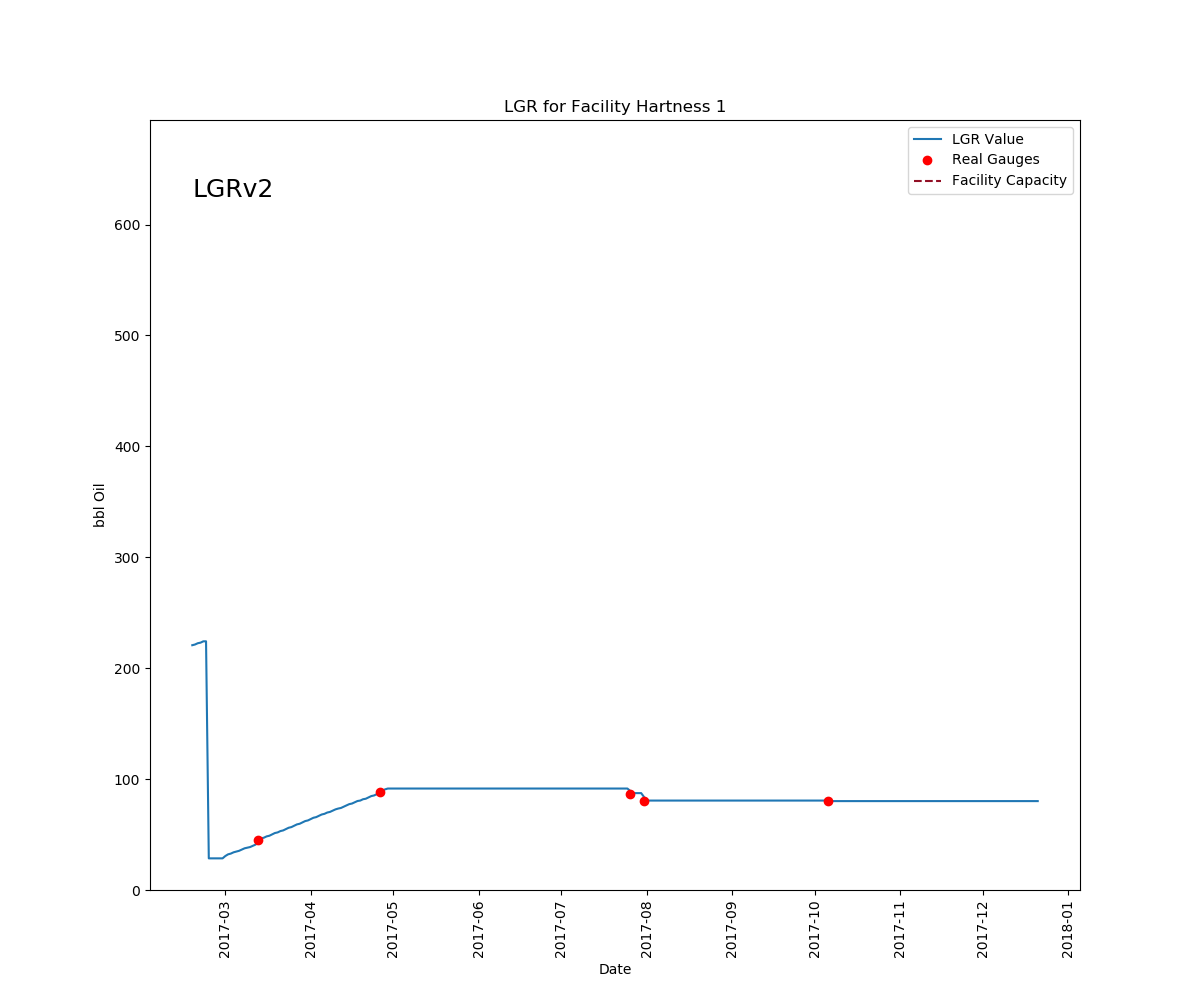 LGR for Facility Hartness 1
LGRv2
LGR Value
Real Gauges
Facility Capacity
600
500
400
300
200
100
0
bbl Oil
2017-03
2017-04
2017-05
2017-06
2017-07
2017-08
2017-09
2017-10
2017-11
2017-12
2018-01
Date